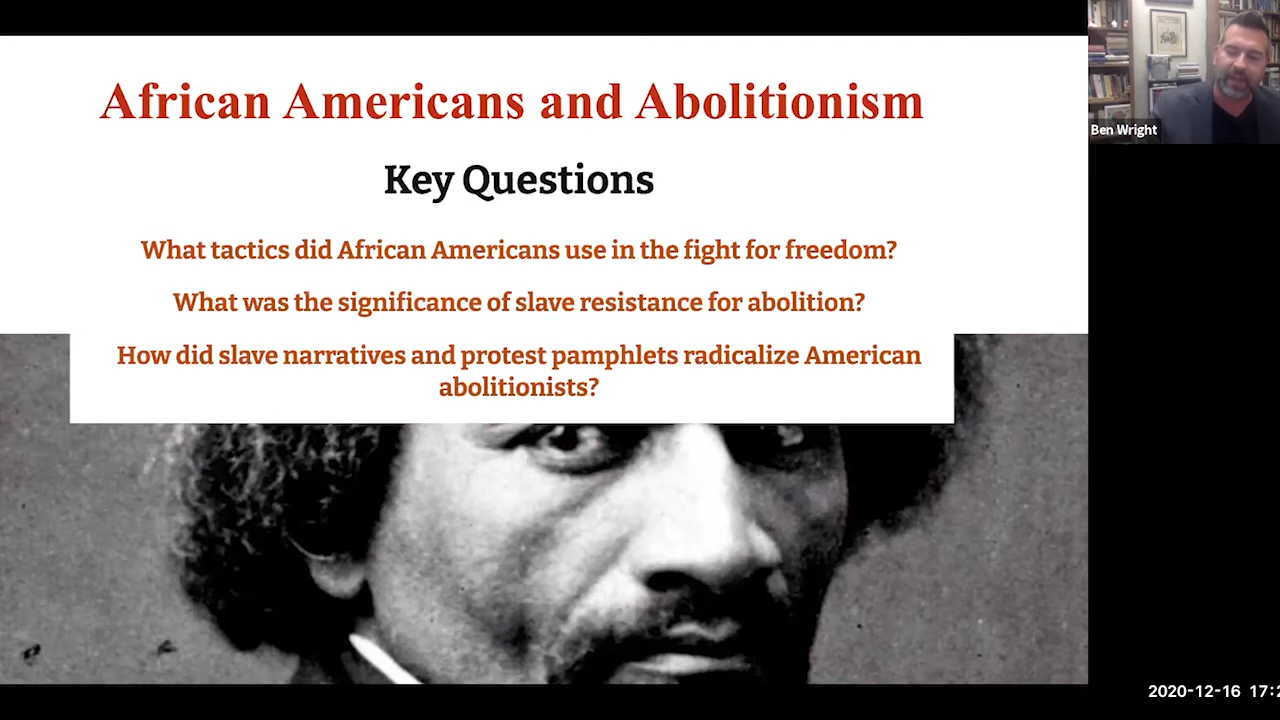 African Americans and Abolitionism
Key Questions
What tactics did African Americans use in the fight for freedom?
What was the significance of slave resistance for abolition?
How did slave narratives and protest pamphlets radicalize American
abolitionists?
Ben Wright
2020-12-16 17:2